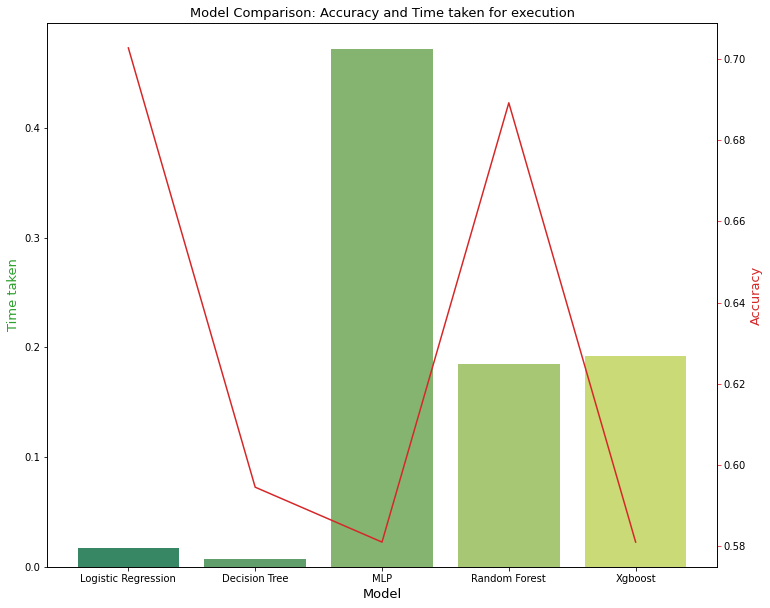 Model Comparison: Accuracy and Time taken for execution
Time taken
0.4
0.3
0.2
0.1
0.0
Logistic Regression
Decision Tree
MLP
Random Forest
Xgboost
Model
0.70
0.68
0.66
0.64
0.62
0.60
0.58
Accuracy